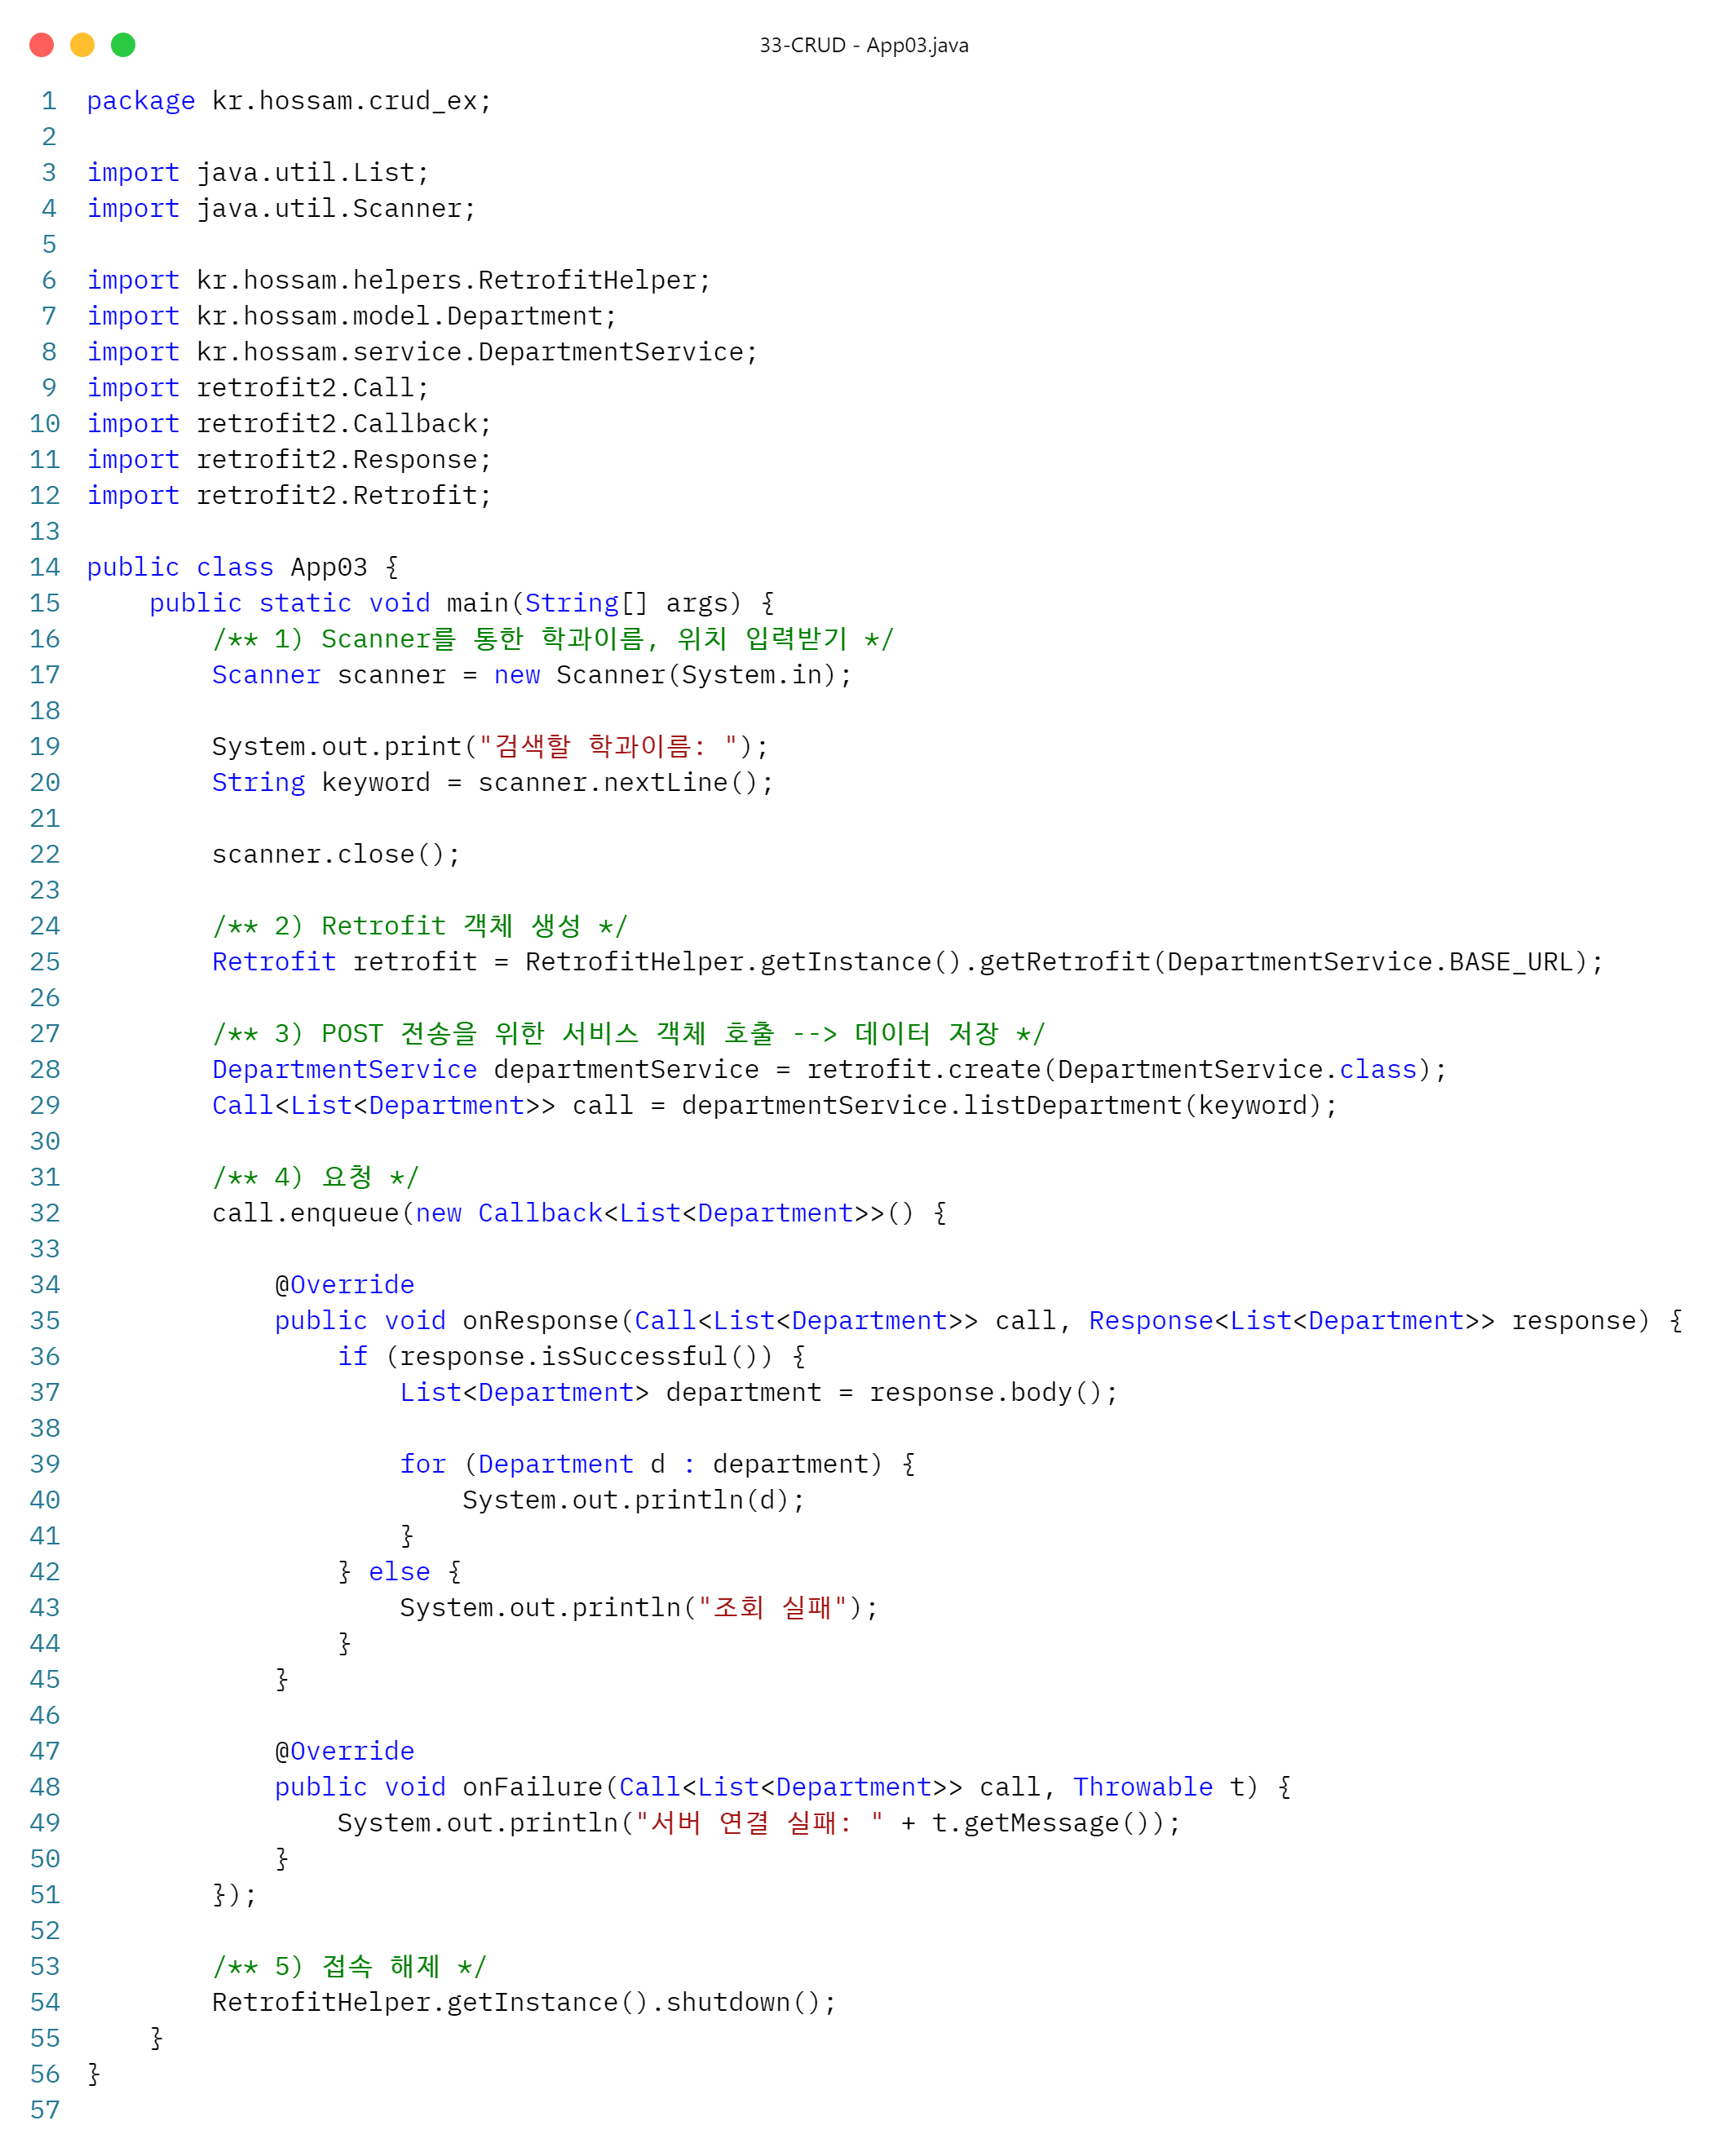 33-CRUD - App03.java
1 package kr.hossam.crud_ex;
2
3 import java.util.List;
4 import java.util.Scanner;
5
6 import kr.hossam.helpers.RetrofitHelper;
7 import kr.hossam.model.Department;
8 import kr.hossam.service.DepartmentService;
9 import retrofit2.Call;
10 import retrofit2.Callback;
11 import retrofit2.Response;
12 import retrofit2.Retrofit;
13
14 public class App03 {
15     public static void main(String[] args) {
16         /** 1) Scanner를 통한 학과이름, 위치 입력받기 */
17         Scanner scanner = new Scanner(System.in);
18
19         System.out.print("검색할 학과이름: ");
20         String keyword = scanner.nextLine();
21
22         scanner.close();
23
24         /** 2) Retrofit 객체 생성 */
25         Retrofit retrofit = RetrofitHelper.getInstance().getRetrofit(DepartmentService.BASE_URL);
26
27         /** 3) POST 전송을 위한 서비스 객체 호출 --> 데이터 저장 */
28         DepartmentService departmentService = retrofit.create(DepartmentService.class);
29         Call<List<Department>> call = departmentService.listDepartment(keyword);
30
31         /** 4) 요청 */
32         call.enqueue(new Callback<List<Department>>() {
33
34             @Override
35             public void onResponse(Call<List<Department>> call, Response<List<Department>> response) {
36                 if (response.isSuccessful()) {
37                     List<Department> department = response.body();
38
39                     for (Department d : department) {
40                         System.out.println(d);
41                     }
42                 } else {
43                     System.out.println("조회 실패");
44                 }
45             }
46
47             @Override
48             public void onFailure(Call<List<Department>> call, Throwable t) {
49                 System.out.println("서버 연결 실패: " + t.getMessage());
50             }
51         });
52
53         /** 5) 접속 해제 */
54         RetrofitHelper.getInstance().shutdown();
55     }
56 }
57